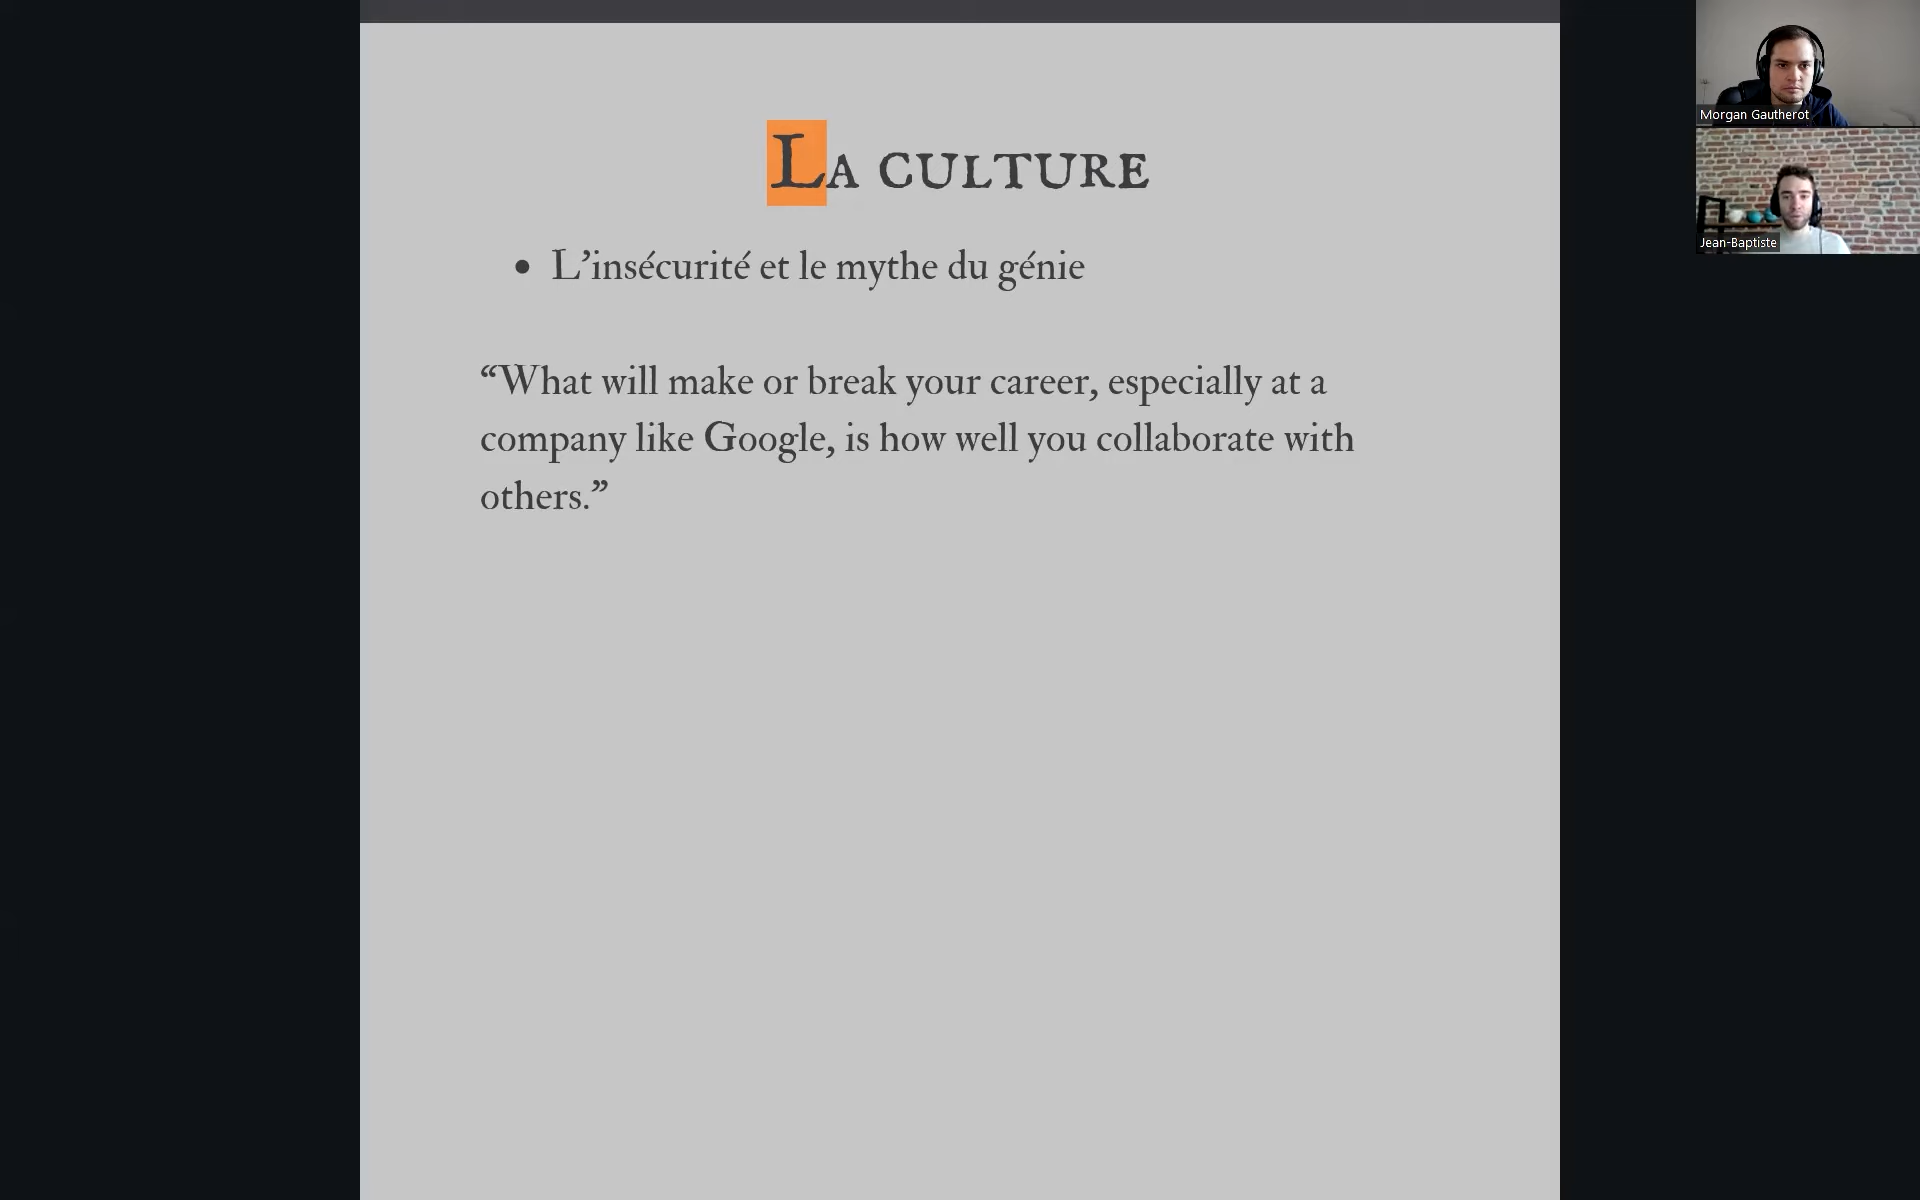 La culture
• L’insécurité et le mythe du génie
“What will make or break your career, especially at a
company like Google, is how well you collaborate with
others.”
Morgan Gautherot
Jean-Baptiste